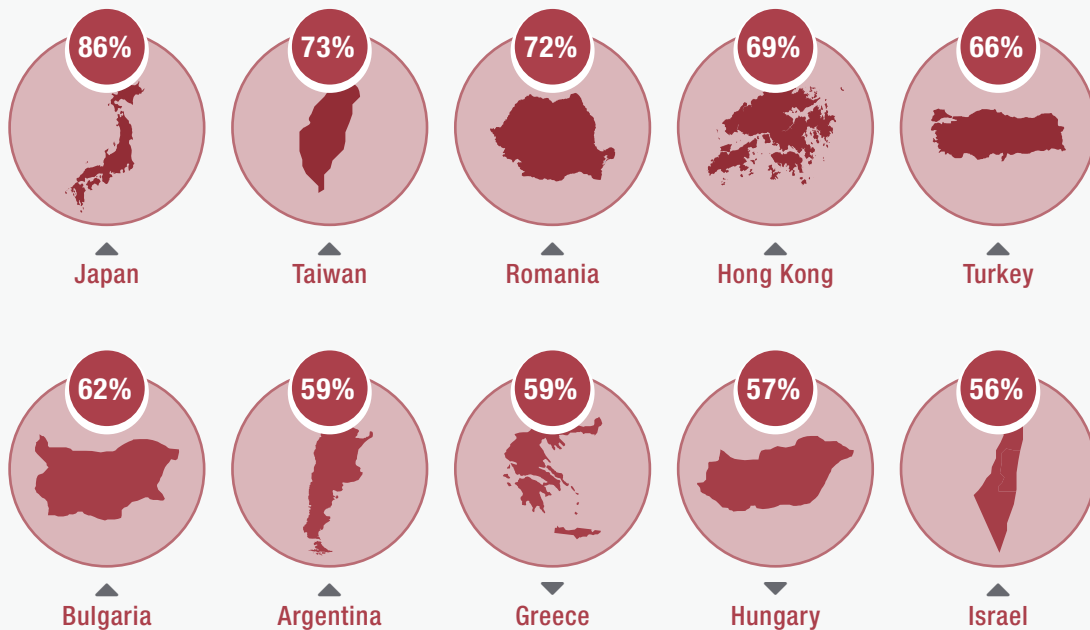 86% 73% 72% 69% 66%
Japan Taiwan Romania Hong Kong Turkey
62% 59% 59% 57% 56%
Bulgaria Argentina Greece Hungary Israel